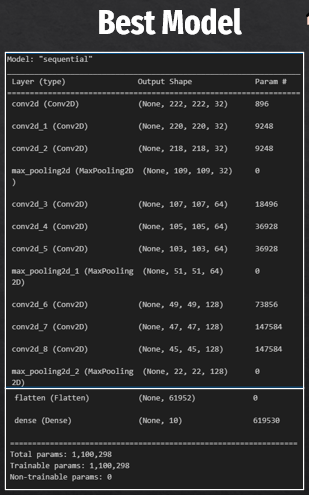 Best Model
Model: "sequential"
Layer (type) Output Shape Param #
=================================================================
conv2d (Conv2D) (None, 222, 222, 32) 896
conv2d_1 (Conv2D) (None, 220, 220, 32) 9248
conv2d_2 (Conv2D) (None, 218, 218, 32) 9248
max_pooling2d (MaxPooling2D (None, 109, 109, 32) 0
)
conv2d_3 (Conv2D) (None, 107, 107, 64) 18496
conv2d_4 (Conv2D) (None, 105, 105, 64) 36928
conv2d_5 (Conv2D) (None, 103, 103, 64) 36928
max_pooling2d_1 (MaxPooling (None, 51, 51, 64) 0
2D)
conv2d_6 (Conv2D) (None, 49, 49, 128) 73856
conv2d_7 (Conv2D) (None, 47, 47, 128) 147584
conv2d_8 (Conv2D) (None, 45, 45, 128) 147584
max_pooling2d_2 (MaxPooling (None, 22, 22, 128) 0
2D)
flatten (Flatten) (None, 61952) 0
dense (Dense) (None, 10) 619530
=================================================================
Total params: 1,100,298
Trainable params: 1,100,298
Non-trainable params: 0